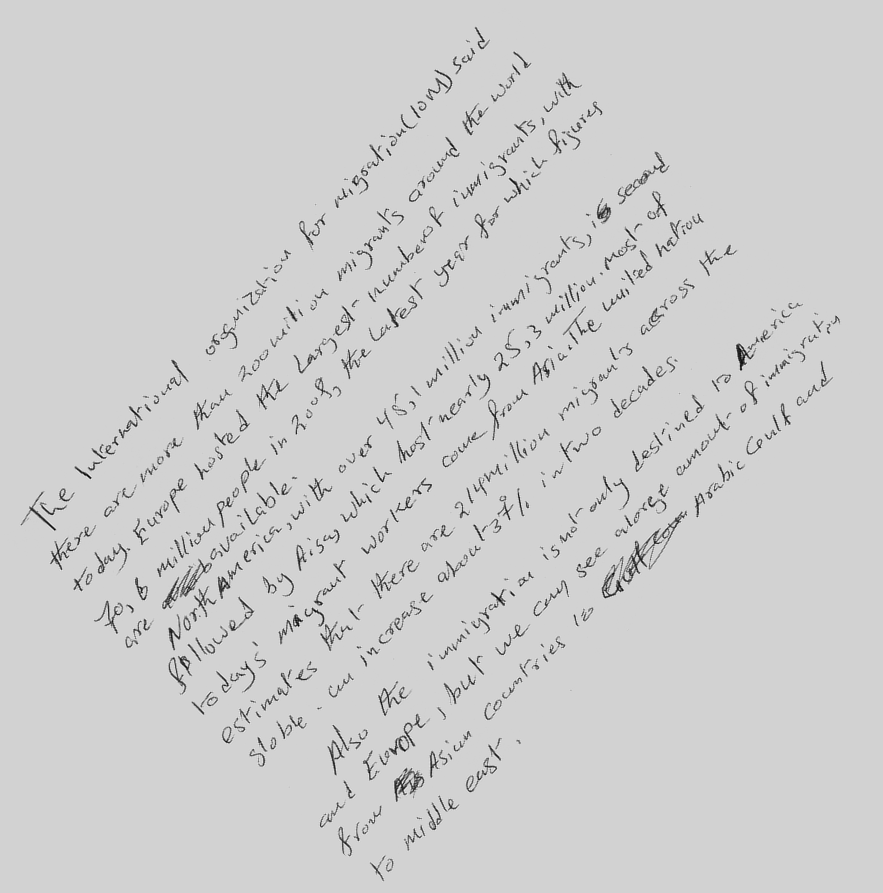 The International organization for migration (IOM) said
there are more than 200 million migrants around the world
today. Europe hosted the Largest number of immigrants, with
70,6 million people in 2005, the Latest year for which figures
are available.
North America, with over 45,1 million immigrants, is second
followed by Aisa, which host nearly 25,3 million. most of
today's migrant workers come from Asia. The united nation
estimates that there are 214 million migrants across the
globe. an increase about 37% in two decades.
Also the immigration is not only destined to America
and Europe, but we can see alarge amount of immigration
from Asian Countries to Arabic Gulf and
to middle east.